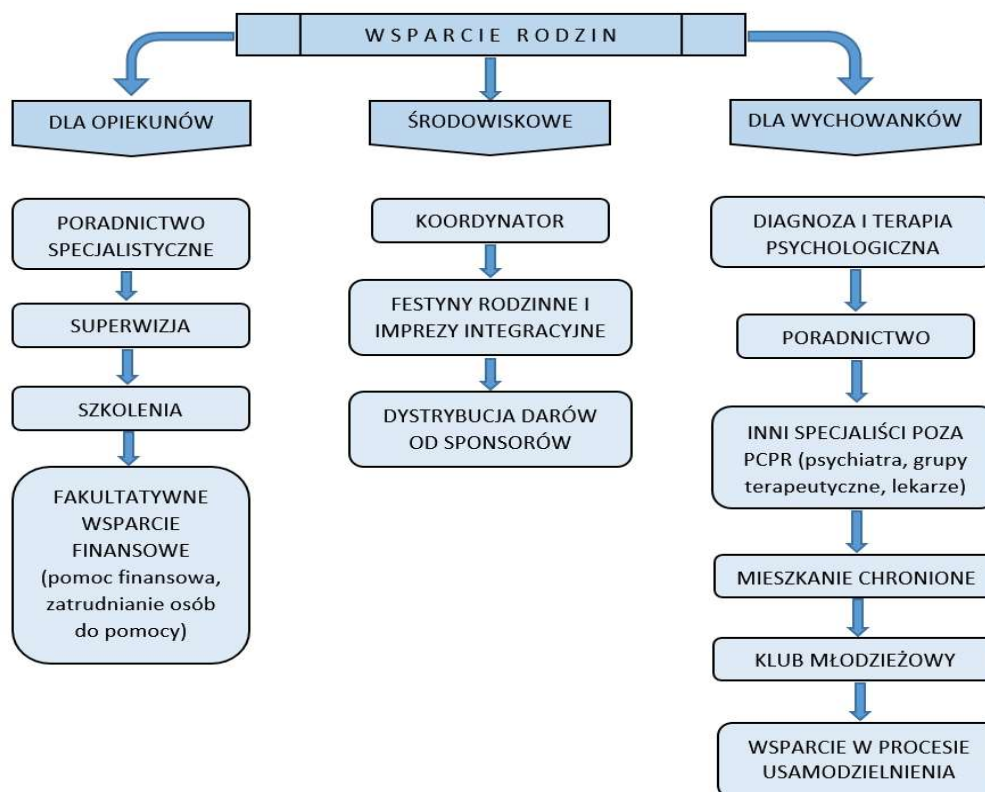 WSPARCIE RODZIN
DLA OPIEKUNÓW
PORADNICTWO
SPECJALISTYCZNE
SUPERWIZJA
SZKOLENIA
FAKULTATYWNE
WSPARCIE
FINANSOWE
(pomoc finansowa,
zatrudnianie osób
do pomocy)
ŚRODOWISKOWE
KOORDYNATOR
FESTYNY RODZINNE I
IMPREZY INTEGRACYJNE
DYSTRYBUCJA DARÓW
OD SPONSORÓW
DLA WYCHOWANKÓW
DIAGNOZA I TERAPIA
PSYCHOLOGICZNA
PORADNICTWO
INNI SPECJALIŚCI POZA
PCPR (psychiatra, grupy
terapeutyczne, lekarze)
MIESZKANIE CHRONIONE
KLUB MŁODZIEŻOWY
WSPARCIE W PROCESIE
USAMODZIELNIENIA